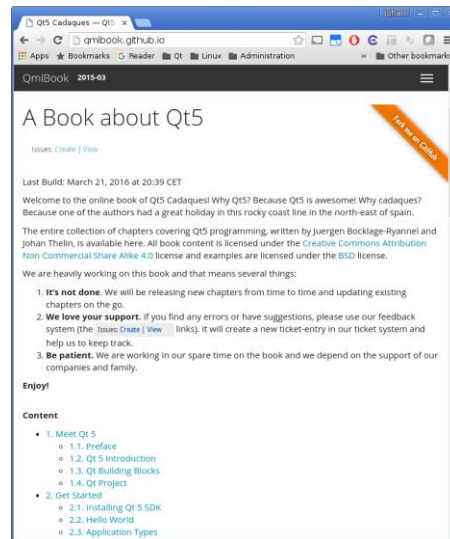 Johan
Qt5 Cadaques — Qt5
qmlbook.github.io
Apps Bookmarks Reader Qt Linux Administration » Other bookmarks
QmlBook 2015-03
A Book about Qt5
Fork me on GitHub
Issues: Create | View
Last Build: March 21, 2016 at 20:39 CET
Welcome to the online book of Qt5 Cadaques! Why Qt5? Because Qt5 is awesome! Why cadaques?
Because one of the authors had a great holiday in this rocky coast line in the north-east of spain.
The entire collection of chapters covering Qt5 programming, written by Juergen Bocklage-Ryannel and
Johan Thelin, is available here. All book content is licensed under the Creative Commons Attribution
Non Commercial Share Alike 4.0 license and examples are licensed under the BSD license.
We are heavily working on this book and that means several things:
1. It's not done. We will be releasing new chapters from time to time and updating existing
chapters on the go.
2. We love your support. If you find any errors or have suggestions, please use our feedback
system (the Issues: Create | View links). It will create a new ticket-entry in our ticket system and
help us to keep track.
3. Be patient. We are working in our spare time on the book and we depend on the support of our
companies and family.
Enjoy!
Content
• 1. Meet Qt 5
◦ 1.1. Preface
◦ 1.2. Qt 5 Introduction
◦ 1.3. Qt Building Blocks
◦ 1.4. Qt Project
• 2. Get Started
◦ 2.1. Installing Qt 5 SDK
◦ 2.2. Hello World
◦ 2.3. Application Types